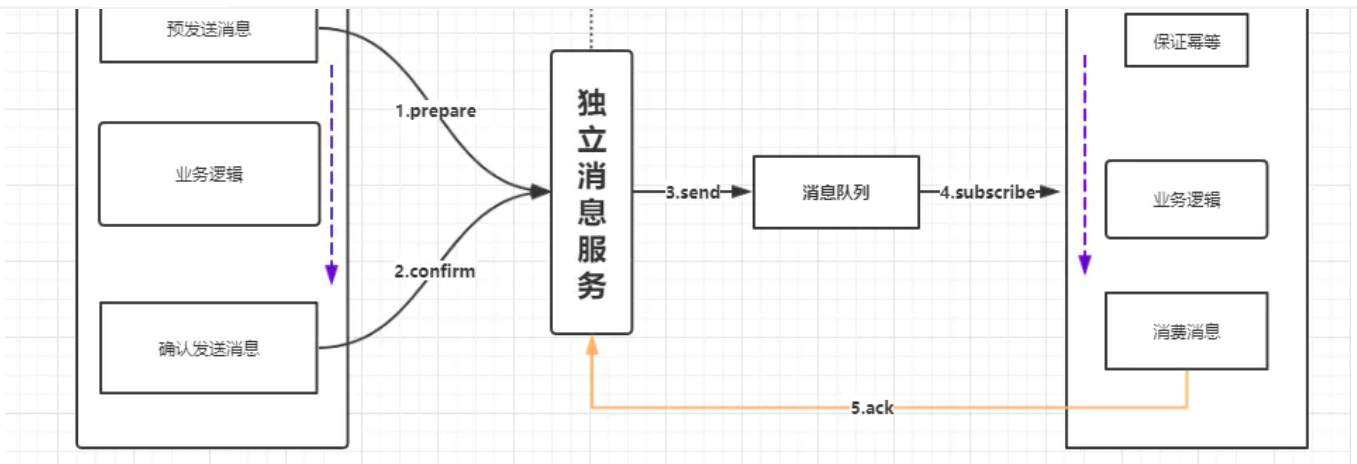 预发送消息
业务逻辑
确认发送消息
1.prepare
2.confirm
独立消息服务
3.send
消息队列
4.subscribe
保证幂等
业务逻辑
消费消息
5.ack